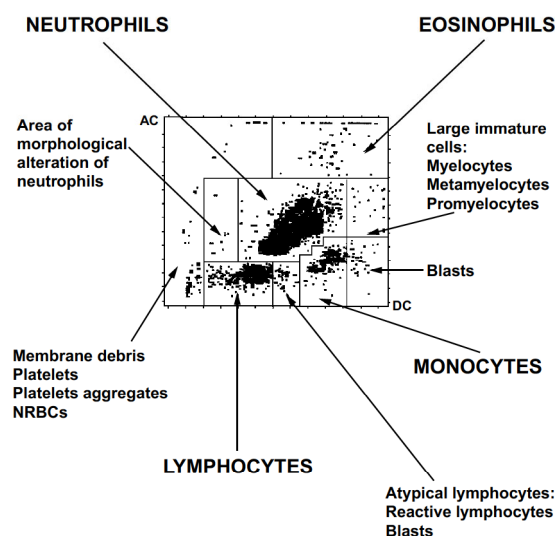 NEUTROPHILS
EOSINOPHILS
AC
Area of
morphological
alteration of
neutrophils
Large immature
cells:
Myelocytes
Metamyelocytes
Promyelocytes
Blasts
DC
Membrane debris
Platelets
Platelets aggregates
NRBCs
MONOCYTES
LYMPHOCYTES
Atypical lymphocytes:
Reactive lymphocytes
Blasts